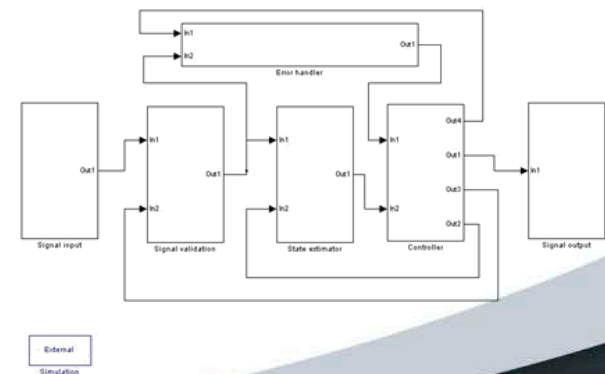 In1
In2
Out1
Error handler
Out1
Signal input
In1
In2
Out1
Signal validation
In1
In2
Out1
State estimator
In1
In2
Out4
Out1
Out3
Out2
Controller
In1
Signal output
External
Simulation